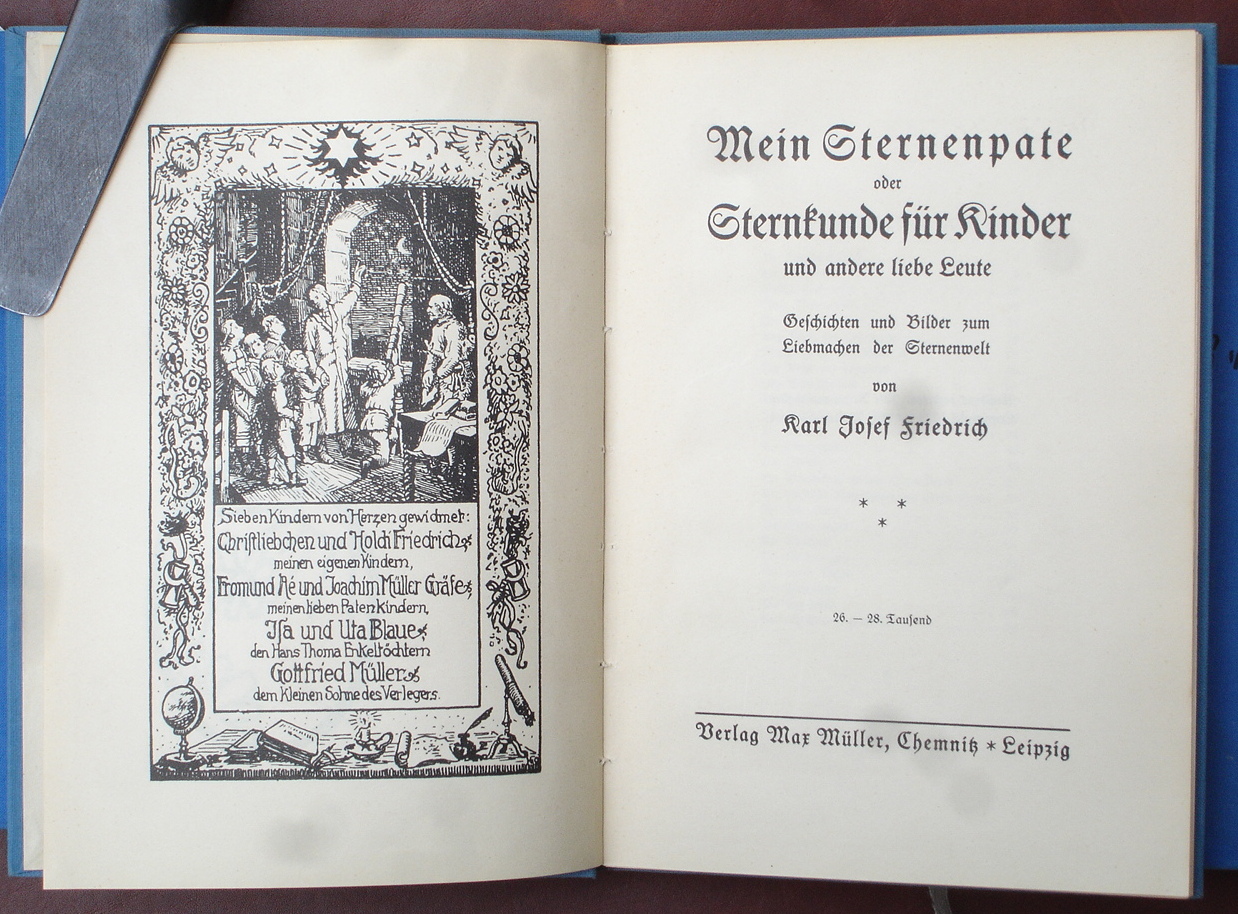 Sieben Kindern von Herzen gewidmet:
Christliebchen und Holdi Friedrich
meinen eigenen Kindern,
Fromund Aé und Joachim Müller Gräfe
meinen lieben Patenkindern,
Isa und Uta Blaue
den Hans Thoma Enkeltöchtern
Gottfried Müller
dem kleinen Sohne des Verlegers.
Mein Sternenpate
oder
Sternkunde für Kinder
und andere liebe Leute
Geschichten und Bilder zum
Liebmachen der Sternenwelt
von
Karl Josef Friedrich
* *
*
26. — 28. Tausend
Verlag Max Müller, Chemnitz * Leipzig